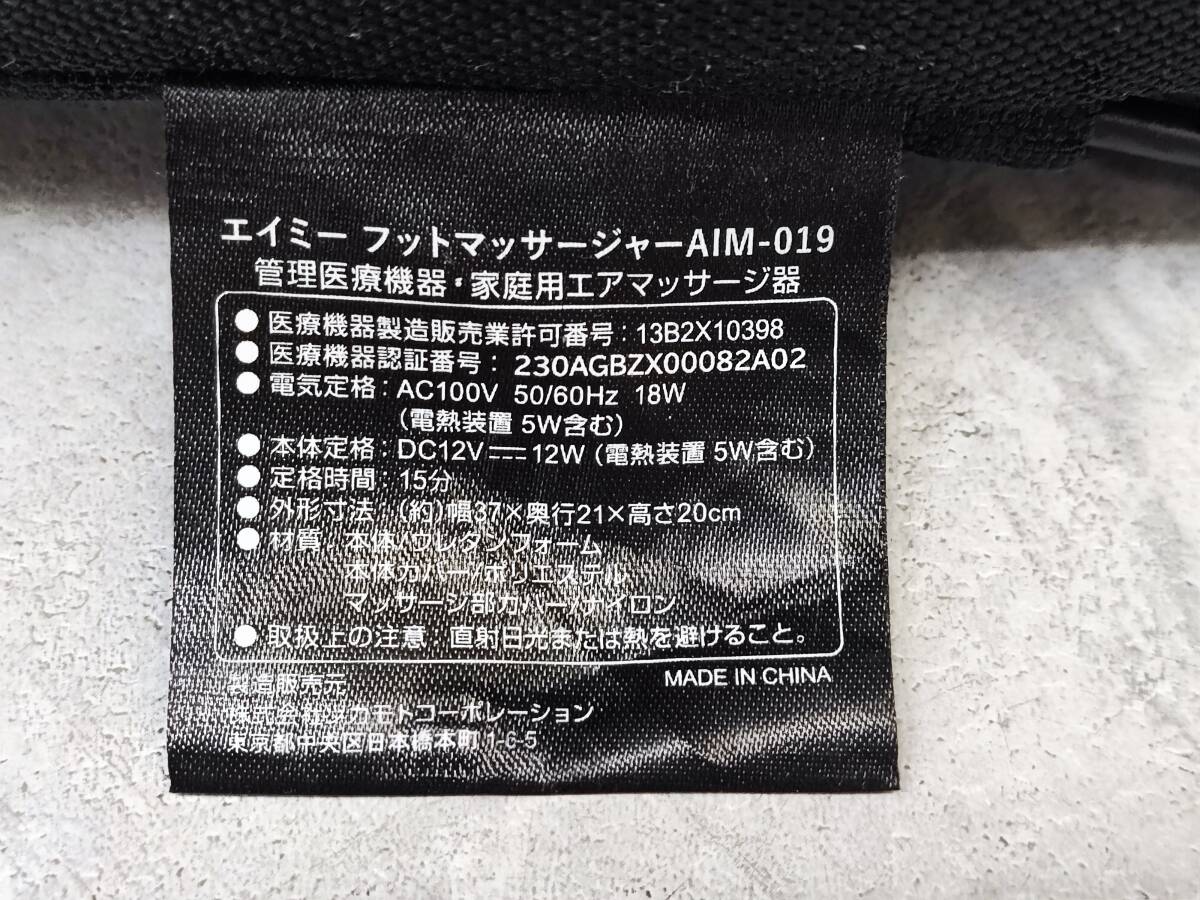 エイミー フットマッサージャーAIM-019
管理医療機器・家庭用エアマッサージ器
●医療機器製造販売業許可番号：13B2X10398
●医療機器認証番号：230AGBZX00082A02
●電気定格：AC100V 50/60Hz 18W
（電熱装置 5W含む）
●本体定格：DC12V⎓12W（電熱装置 5W含む）
●定格時間：15分
●外形寸法：（約）幅37×奥行21×高さ20cm
●材質 本体/ウレタンフォーム
本体カバー/ポリエステル
マッサージ部カバー/ナイロン
●取扱上の注意：直射日光または熱を避けること。
MADE IN CHINA
製造販売元
株式会社ツカモトコーポレーション
東京都中央区日本橋本町1-6-5